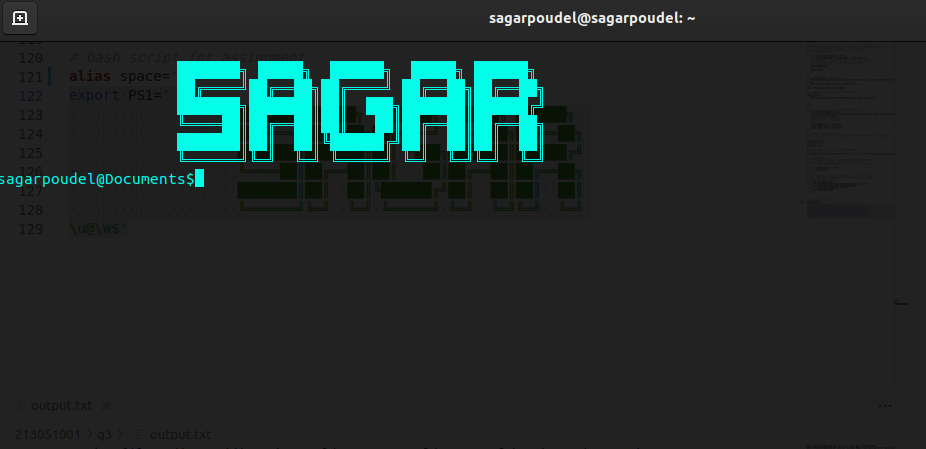 sagarpoudel@sagarpoudel: ~
120 # bash script for assignment
121 alias space='
122 export PS1='
SAGAR
123
124
125
126
sagarpoudel@Documents$
127
128
129 \u@\W$'
output.txt ×
213051001 > q3 > output.txt